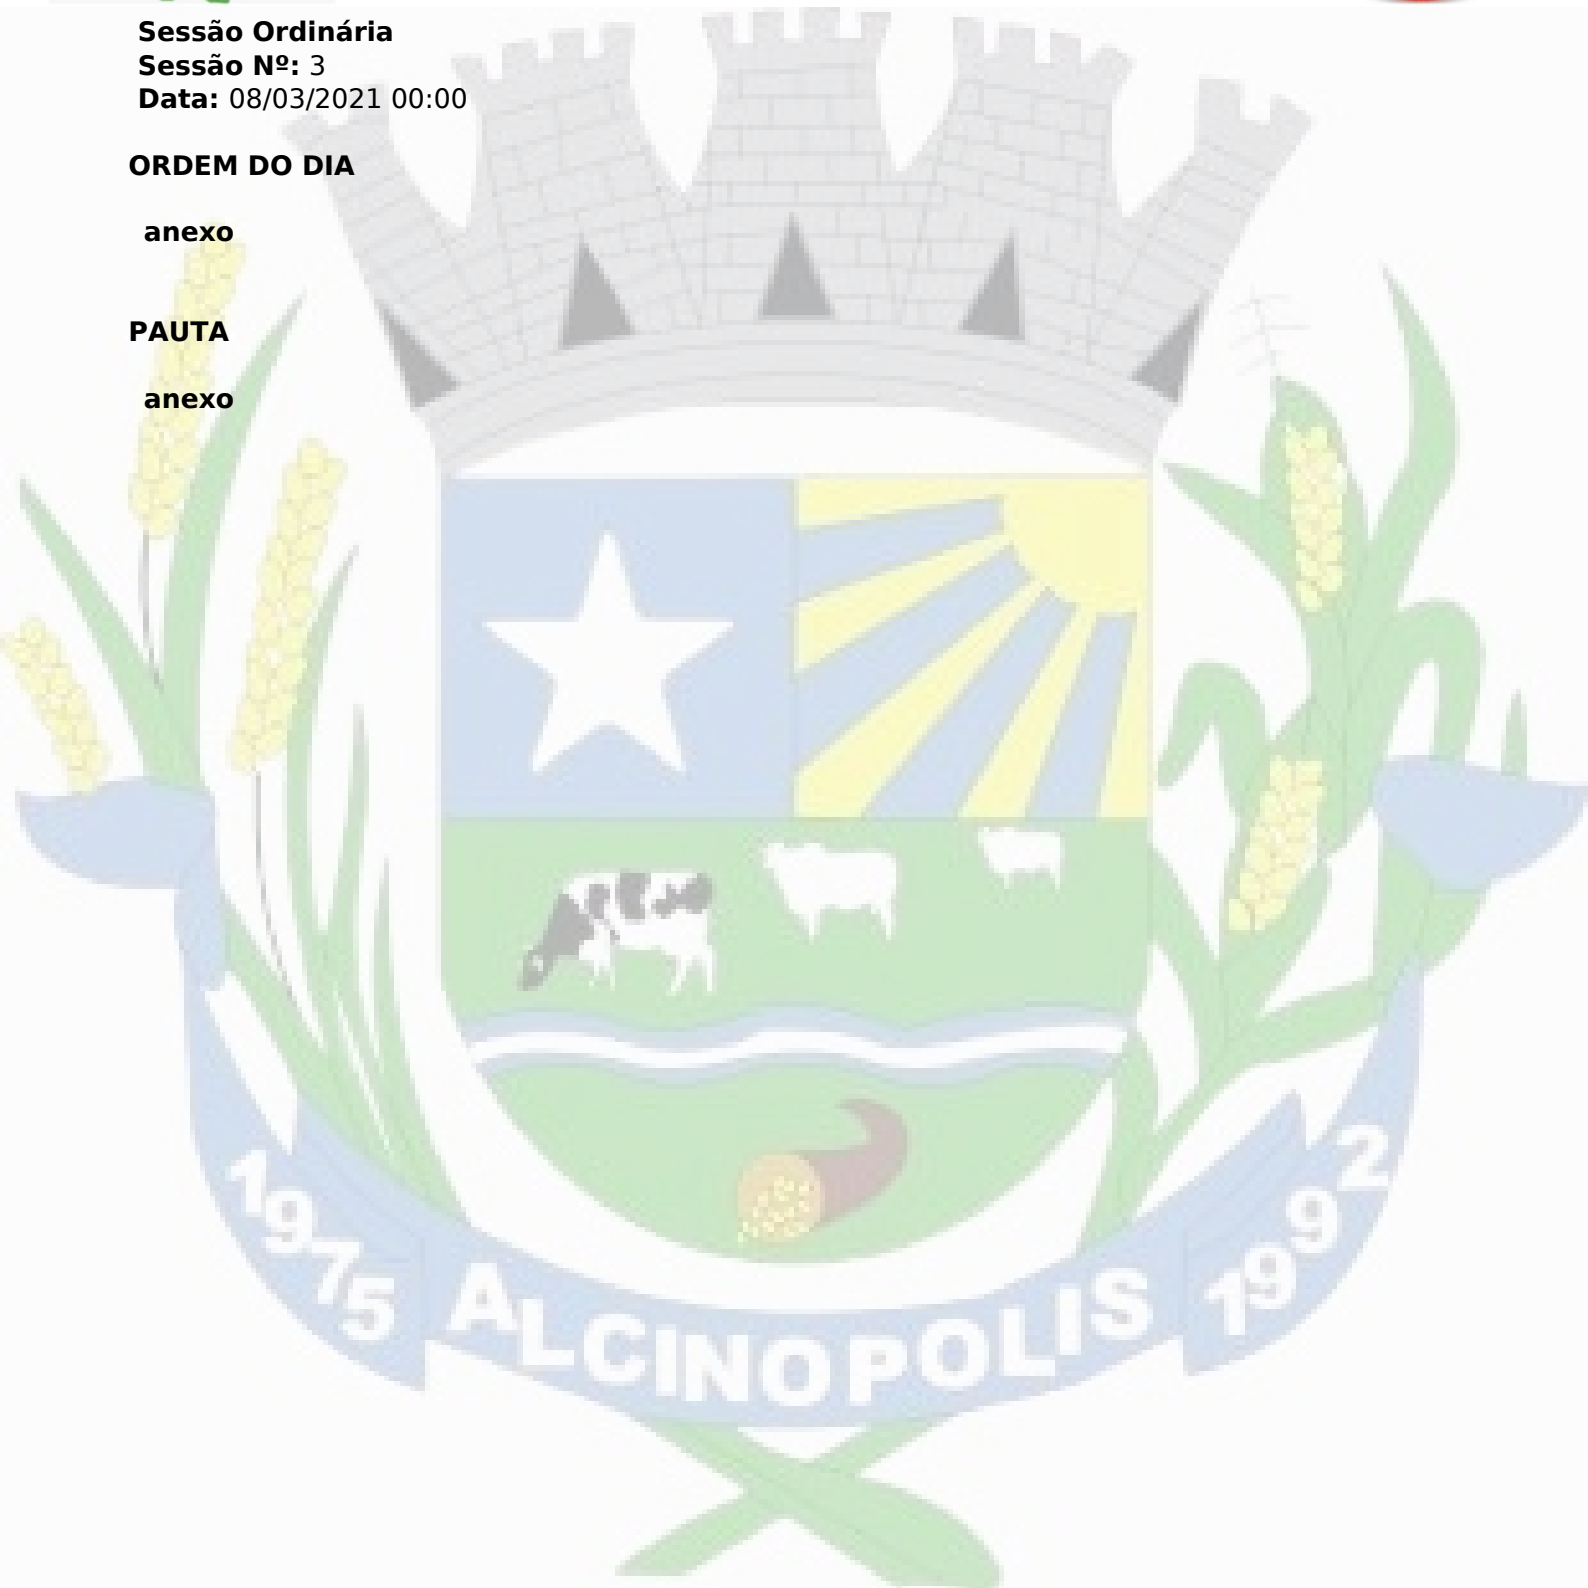 Sessão Ordinária
Sessão Nº: 3
Data: 08/03/2021 00:00
ORDEM DO DIA
anexo
PAUTA
anexo
1975 ALCINOPOLIS 1992